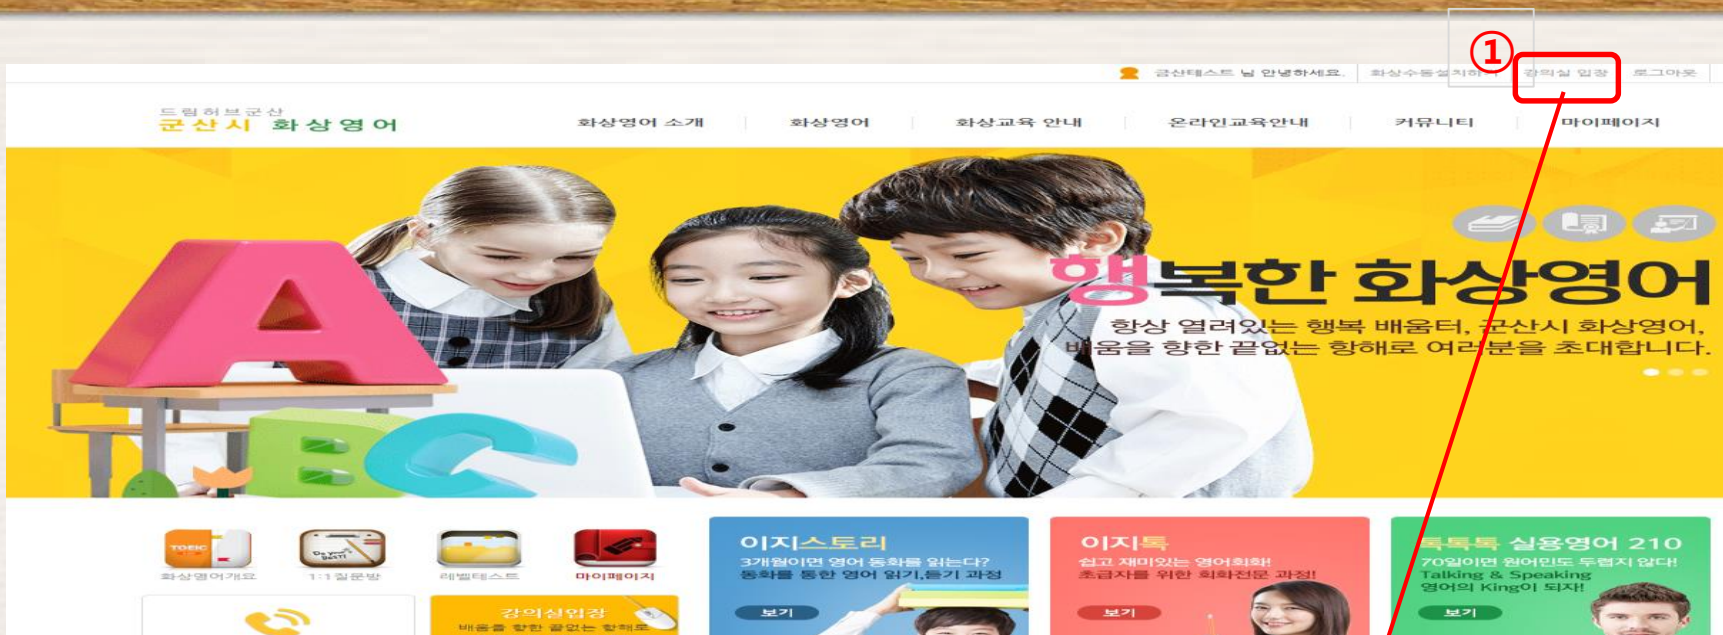 ①
금산테스트 님 안녕하세요. 화상수동설치하기 강의실 입장 로그아웃
드림허브군산
군산시 화상영어
화상영어 소개 화상영어 화상교육 안내 온라인교육안내 커뮤니티 마이페이지
행복한 화상영어
항상 열려있는 행복 배움터, 군산시 화상영어,
배움을 향한 끝없는 항해로 여러분을 초대합니다.
TOEIC
Do your BEST!
화상영어개요 1:1질문방 레벨테스트 마이페이지
강의실입장
배움을 향한 끝없는 항해로
이지스토리
3개월이면 영어 동화를 읽는다?
동화를 통한 영어 읽기,듣기 과정
보기
이지톡
쉽고 재미있는 영어회화!
초급자를 위한 회화전문 과정!
보기
톡톡톡 실용영어 210
70일이면 원어민도 두렵지 않다!
Talking & Speaking
영어의 King이 되자!
보기